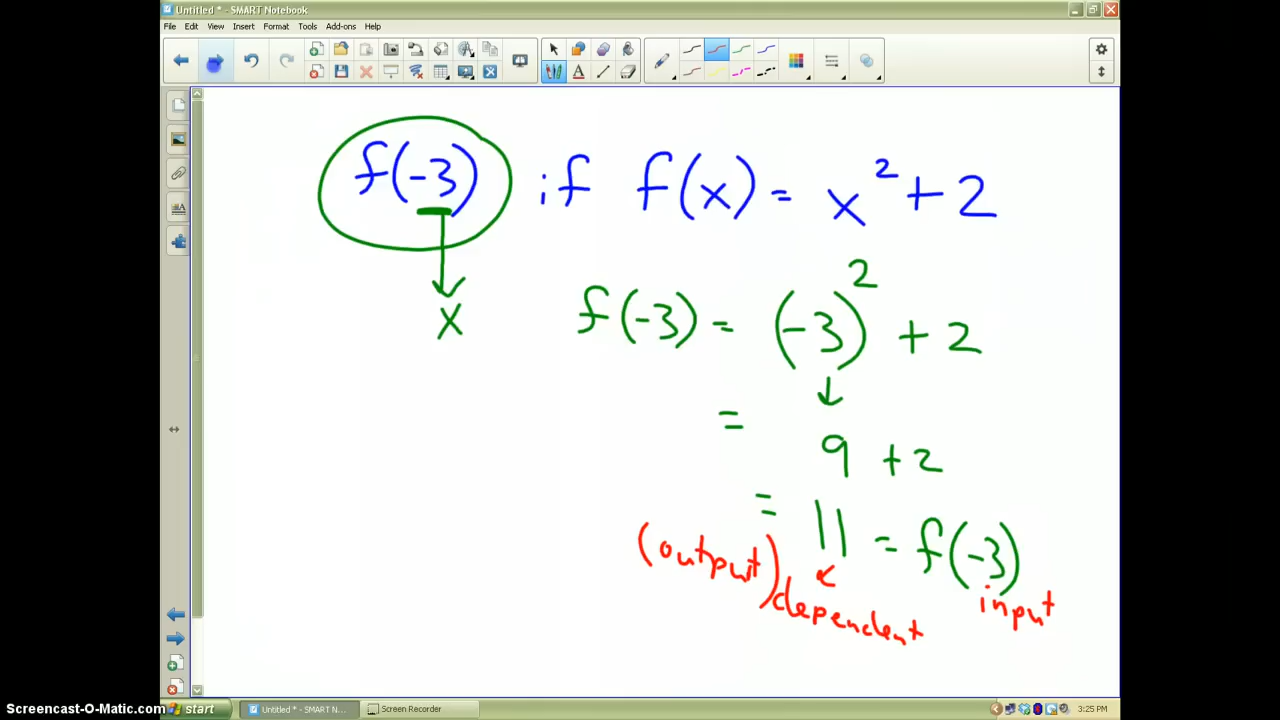 Untitled * - SMART Notebook
File Edit View Insert Format Tools Add-ons Help
f(-3) if f(x) = x² + 2
x
f(-3) = (-3)² + 2
= 9 + 2
= 11 = f(-3)
(output) dependent input
Screencast-O-Matic.com start Untitled * - SMART N... Screen Recorder 3:25 PM